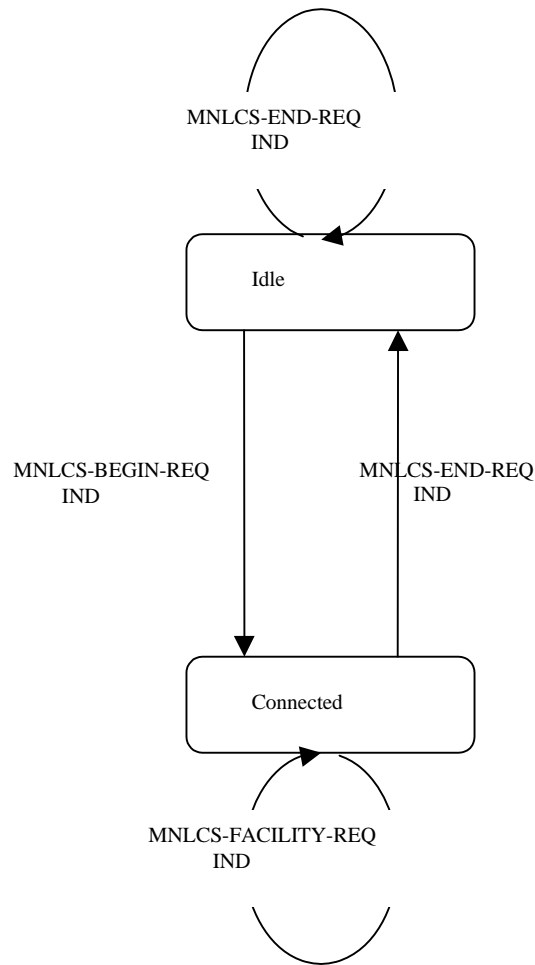 MNLCS-END-REQ
IND
Idle
MNLCS-BEGIN-REQ
IND
MNLCS-END-REQ
IND
Connected
MNLCS-FACILITY-REQ
IND